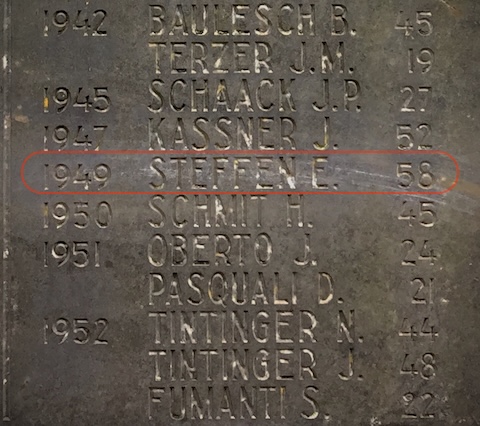 1942 BAULESCH B. 45
TERZER J.M. 19
1945 SCHAACK J.P. 27
1947 KASSNER J. 52
1949 STEFFEN E. 58
1950 SCHMIT H. 45
1951 OBERTO J. 24
PASQUALI D. 21
1952 TINTINGER N. 44
TINTINGER J. 48
FUMANTI S. 22